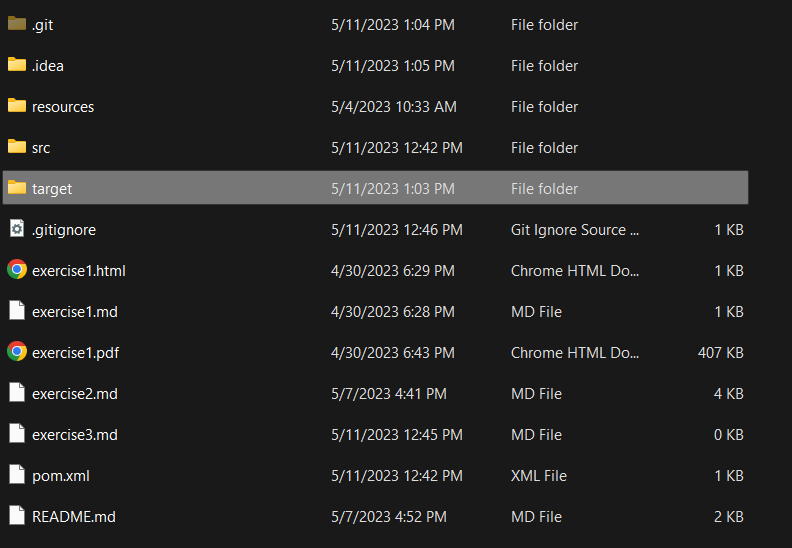 .git 5/11/2023 1:04 PM File folder
.idea 5/11/2023 1:05 PM File folder
resources 5/4/2023 10:33 AM File folder
src 5/11/2023 12:42 PM File folder
target 5/11/2023 1:03 PM File folder
.gitignore 5/11/2023 12:46 PM Git Ignore Source ... 1 KB
exercise1.html 4/30/2023 6:29 PM Chrome HTML Do... 1 KB
exercise1.md 4/30/2023 6:28 PM MD File 1 KB
exercise1.pdf 4/30/2023 6:43 PM Chrome HTML Do... 407 KB
exercise2.md 5/7/2023 4:41 PM MD File 4 KB
exercise3.md 5/11/2023 12:45 PM MD File 0 KB
pom.xml 5/11/2023 12:42 PM XML File 1 KB
README.md 5/7/2023 4:52 PM MD File 2 KB